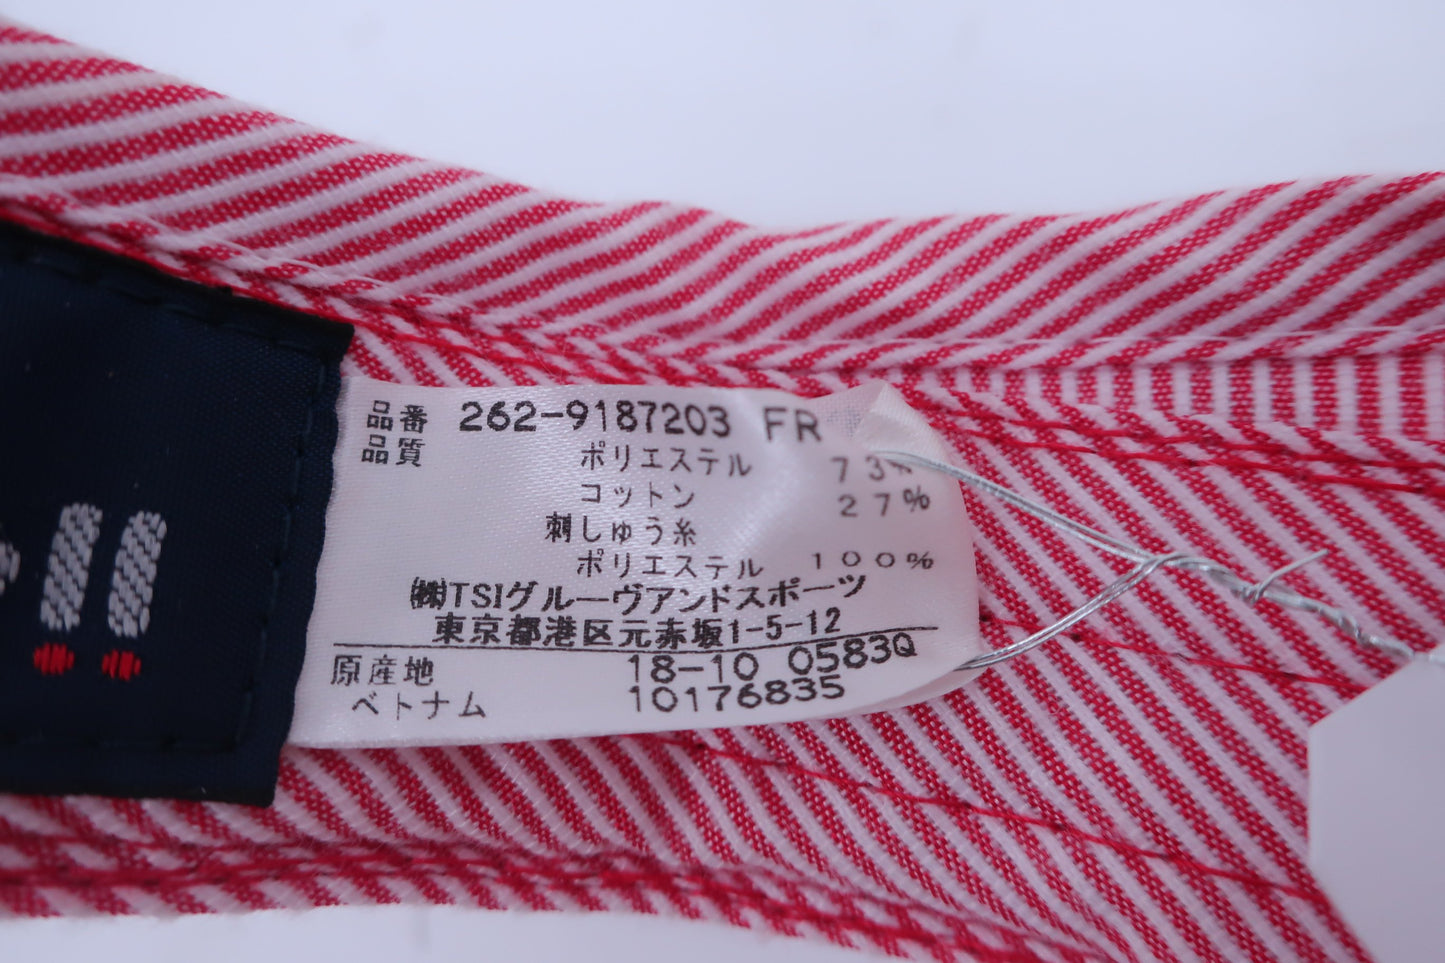 品番 262-9187203 FR
品質 ポリエステル 73%
コットン 27%
刺しゅう糸
ポリエステル 100%
㈱TSIグルーヴアンドスポーツ
東京都港区元赤坂1-5-12
原産地 18-10 0583Q
ベトナム 10176835